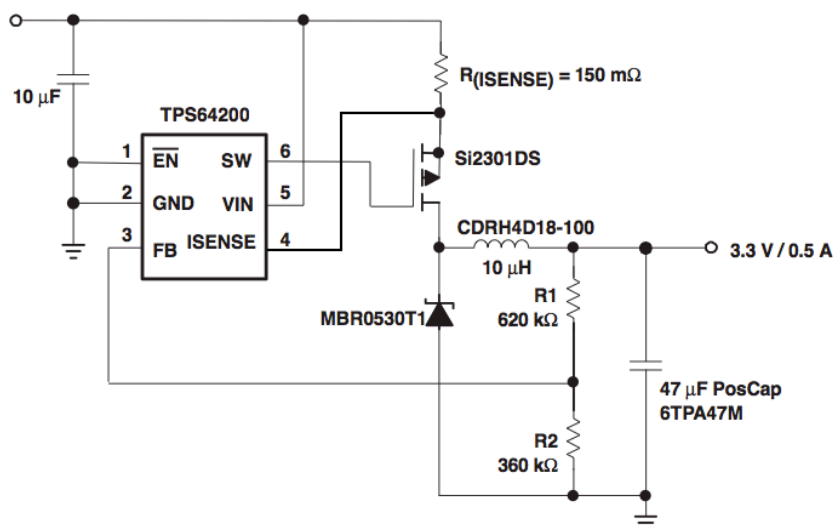 R(ISENSE) = 150 mΩ
10 µF
TPS64200
1
EN
SW
6
Si2301DS
2
GND
VIN
5
3
FB
ISENSE
4
CDRH4D18-100
10 µH
3.3 V / 0.5 A
R1
620 kΩ
MBR0530T1
47 µF PosCap
6TPA47M
R2
360 kΩ